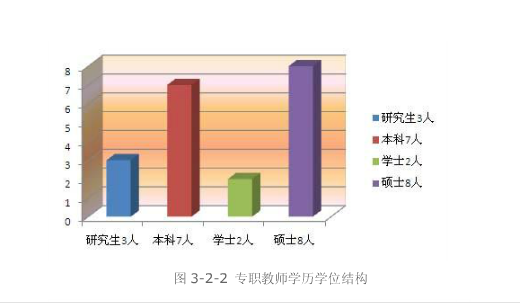 8
7
6
5
4
3
2
1
0
研究生3人 本科7人 学士2人 硕士8人
研究生3人
本科7人
学士2人
硕士8人
图 3-2-2 专职教师学历学位结构